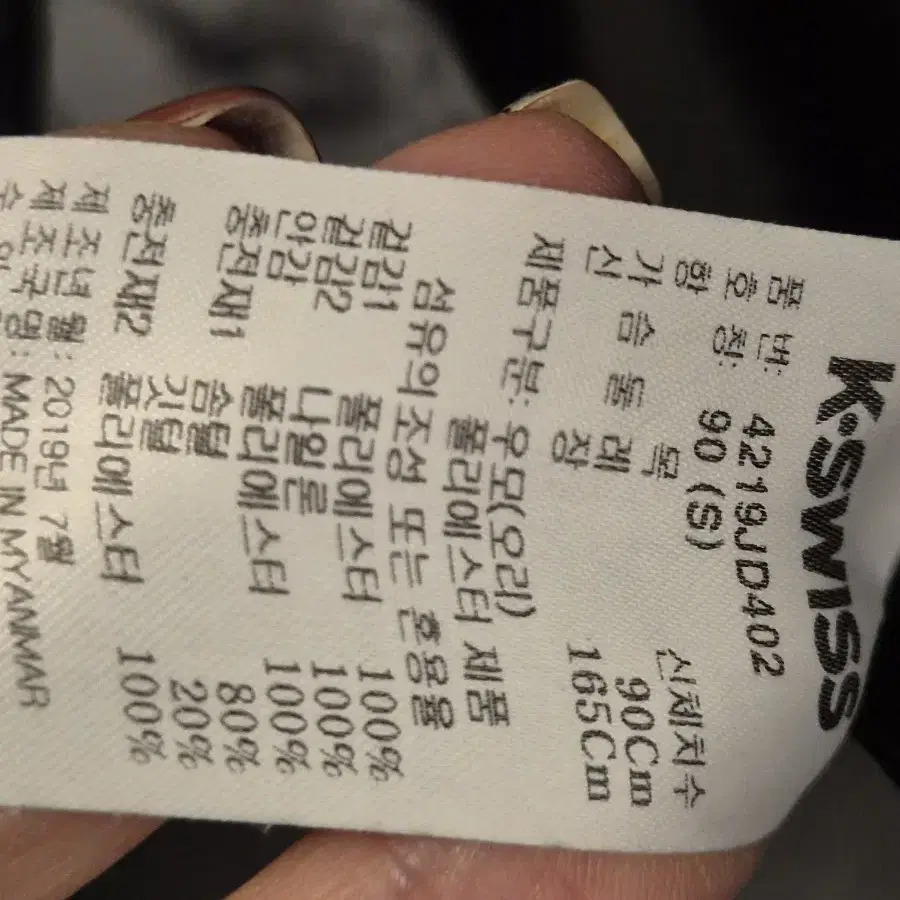 K·SWISS
품 번: 4219JD402
호 칭: 90 (S)
항 목 신체치수
가 슴 둘 레 90Cm
신 장 165Cm
제품구분: 우모(오리)
폴리에스터 제품
섬유의 조성 또는 혼용율
겉감1 폴리에스터 100%
겉감2 나일론 100%
안감 폴리에스터 100%
충전재1 솜털 80%
깃털 20%
충전재2 폴리에스터 100%
제 조 년 월: 2019년 7월
제 조 국 명: MADE IN MYANMAR